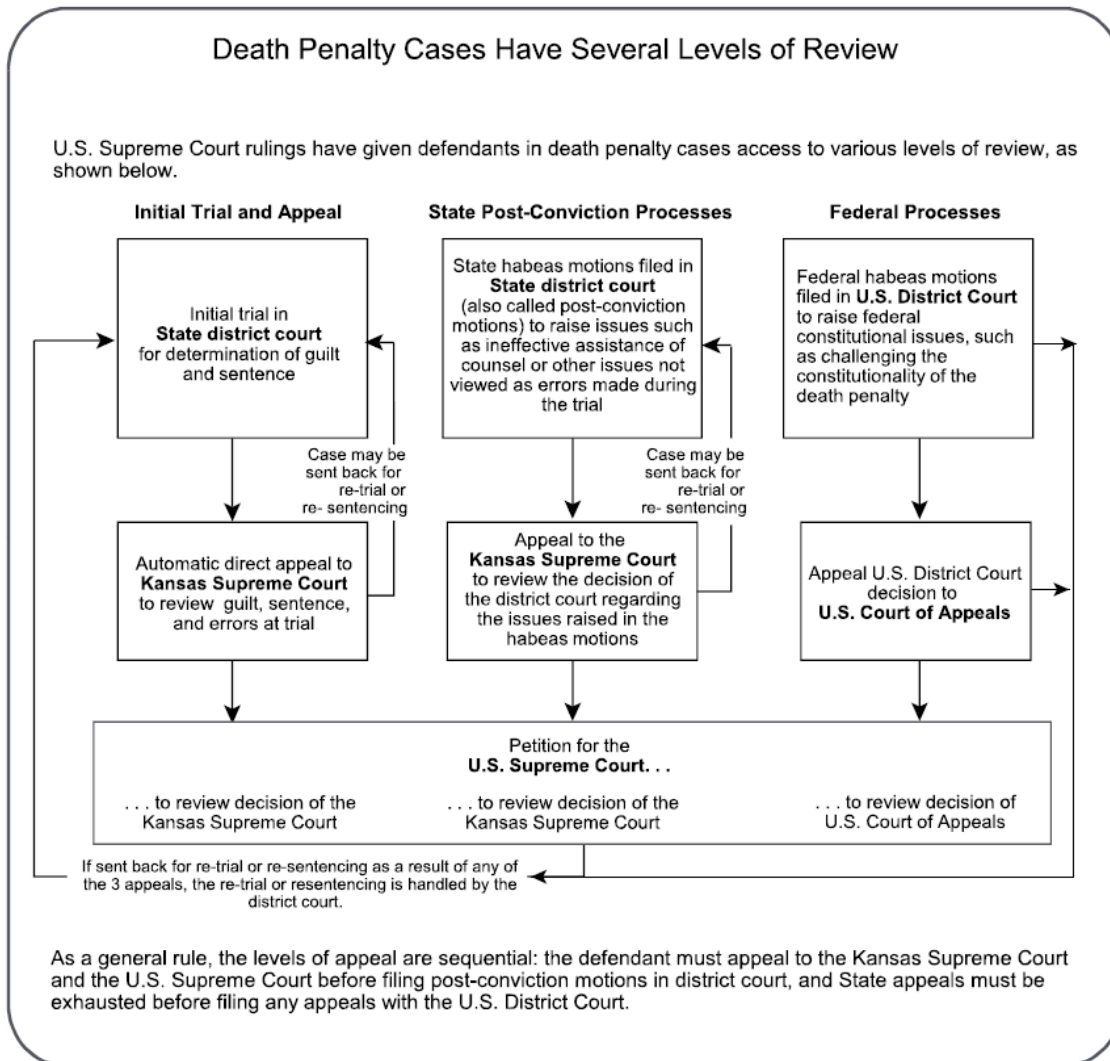 Death Penalty Cases Have Several Levels of Review
U.S. Supreme Court rulings have given defendants in death penalty cases access to various levels of review, as
shown below.
Initial Trial and Appeal
State Post-Conviction Processes
Federal Processes
Initial trial in
State district court
for determination of guilt
and sentence
State habeas motions filed in
State district court
(also called post-conviction
motions) to raise issues such
as ineffective assistance of
counsel or other issues not
viewed as errors made during
the trial
Federal habeas motions
filed in U.S. District Court
to raise federal
constitutional issues, such
as challenging the
constitutionality of the
death penalty
Case may be
sent back for
re-trial or
re- sentencing
Case may be
sent back for
re-trial or
re- sentencing
Automatic direct appeal to
Kansas Supreme Court
to review guilt, sentence,
and errors at trial
Appeal to the
Kansas Supreme Court
to review the decision of
the district court regarding
the issues raised in the
habeas motions
Appeal U.S. District Court
decision to
U.S. Court of Appeals
Petition for the
U.S. Supreme Court. . .
. . . to review decision of the
Kansas Supreme Court
. . . to review decision of the
Kansas Supreme Court
. . . to review decision of
U.S. Court of Appeals
If sent back for re-trial or re-sentencing as a result of any of
the 3 appeals, the re-trial or resentencing is handled by the
district court.
As a general rule, the levels of appeal are sequential: the defendant must appeal to the Kansas Supreme Court
and the U.S. Supreme Court before filing post-conviction motions in district court, and State appeals must be
exhausted before filing any appeals with the U.S. District Court.